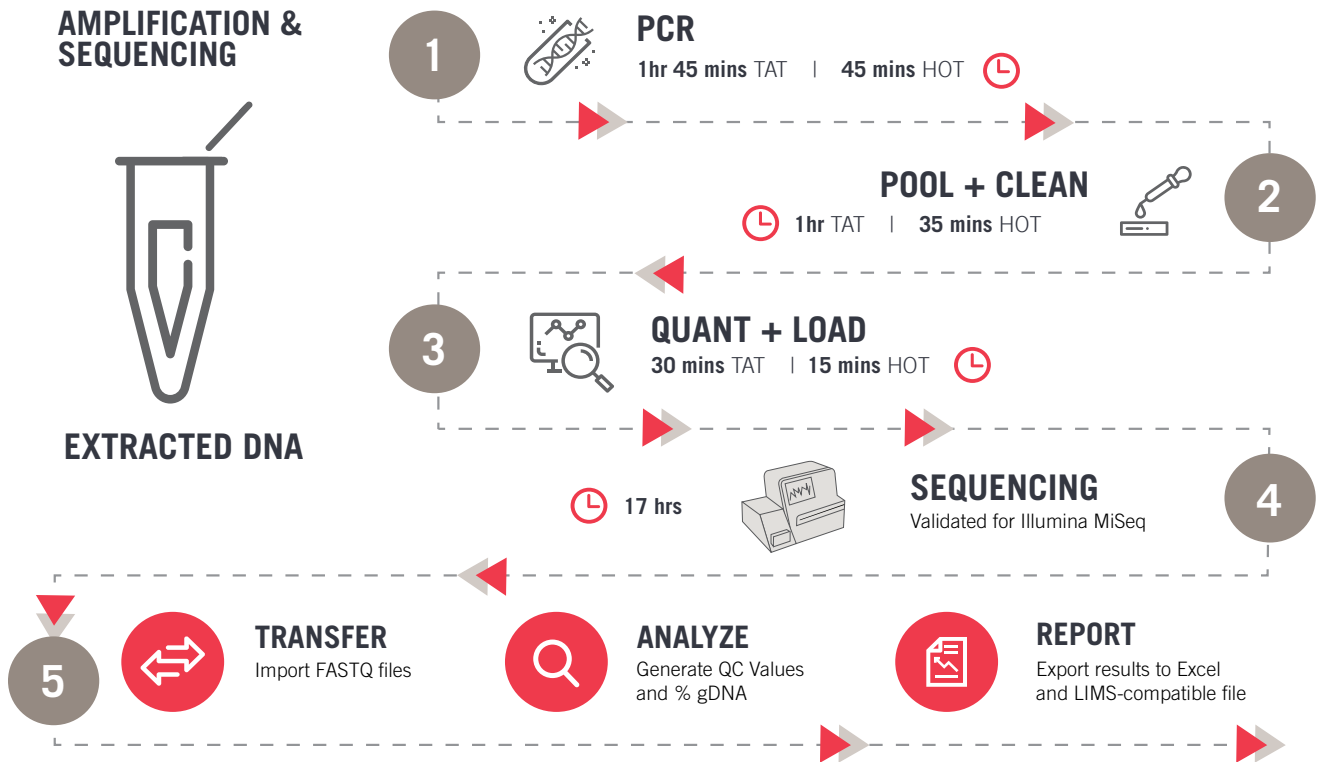 AMPLIFICATION &
SEQUENCING
EXTRACTED DNA
1
PCR
1hr 45 mins TAT | 45 mins HOT
2
POOL + CLEAN
1hr TAT | 35 mins HOT
3
QUANT + LOAD
30 mins TAT | 15 mins HOT
4
SEQUENCING
Validated for Illumina MiSeq
17 hrs
5
TRANSFER
Import FASTQ files
ANALYZE
Generate QC Values
and % gDNA
REPORT
Export results to Excel
and LIMS-compatible file